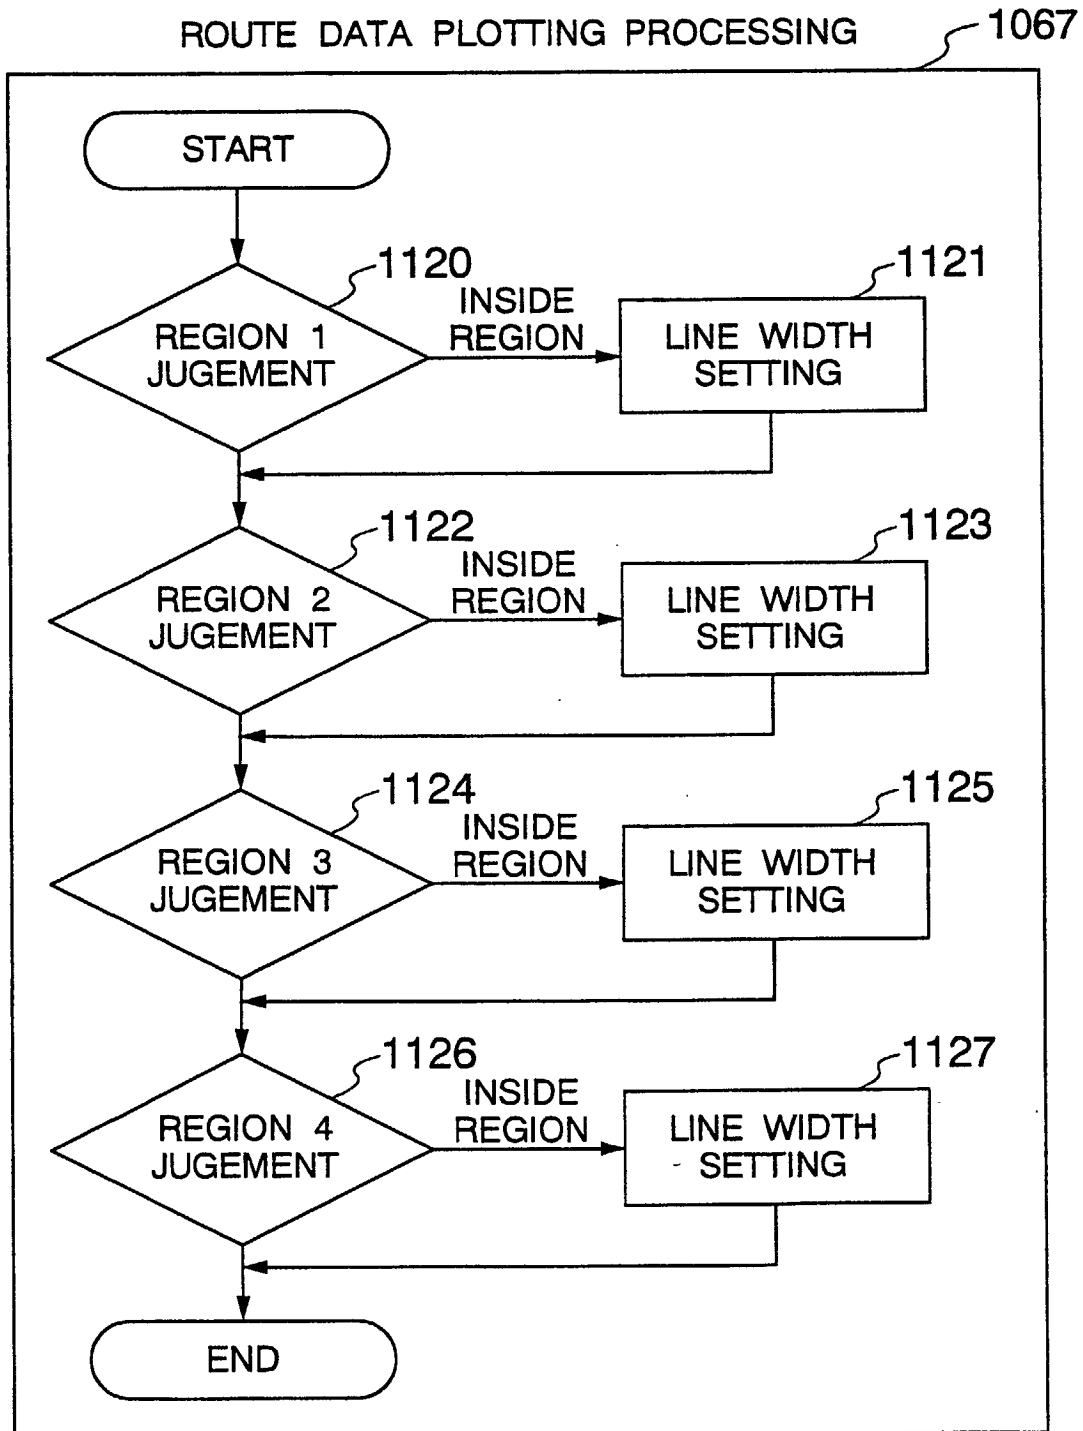 ROUTE DATA PLOTTING PROCESSING
1067
START
1120
REGION 1
JUGEMENT
INSIDE
REGION
1121
LINE WIDTH
SETTING
1122
REGION 2
JUGEMENT
INSIDE
REGION
1123
LINE WIDTH
SETTING
1124
REGION 3
JUGEMENT
INSIDE
REGION
1125
LINE WIDTH
SETTING
1126
REGION 4
JUGEMENT
INSIDE
REGION
1127
LINE WIDTH
SETTING
END